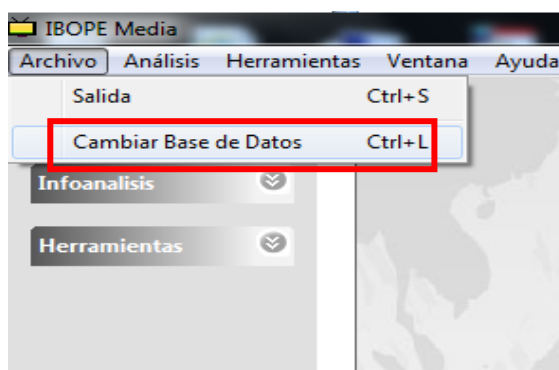 IBOPE Media
Archivo Análisis Herramientas Ventana Ayuda
Salida Ctrl+S
Cambiar Base de Datos Ctrl+L
Infoanalisis
Herramientas